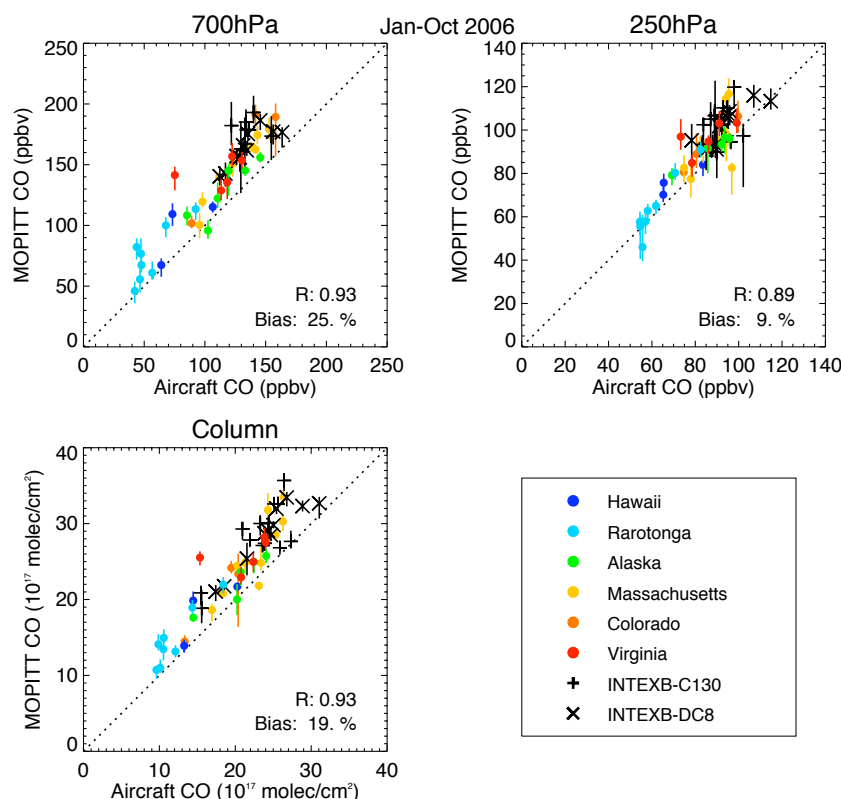 700hPa
Jan-Oct 2006
250hPa
250
200
150
100
50
0
MOPITT CO (ppbv)
R: 0.93
Bias: 25. %
0 50 100 150 200 250
Aircraft CO (ppbv)
140
120
100
80
60
40
20
0
MOPITT CO (ppbv)
R: 0.89
Bias: 9. %
0 20 40 60 80 100 120 140
Aircraft CO (ppbv)
Column
40
30
20
10
0
MOPITT CO (10¹⁷ molec/cm²)
R: 0.93
Bias: 19. %
0 10 20 30 40
Aircraft CO (10¹⁷ molec/cm²)
Hawaii
Rarotonga
Alaska
Massachusetts
Colorado
Virginia
INTEXB-C130
INTEXB-DC8